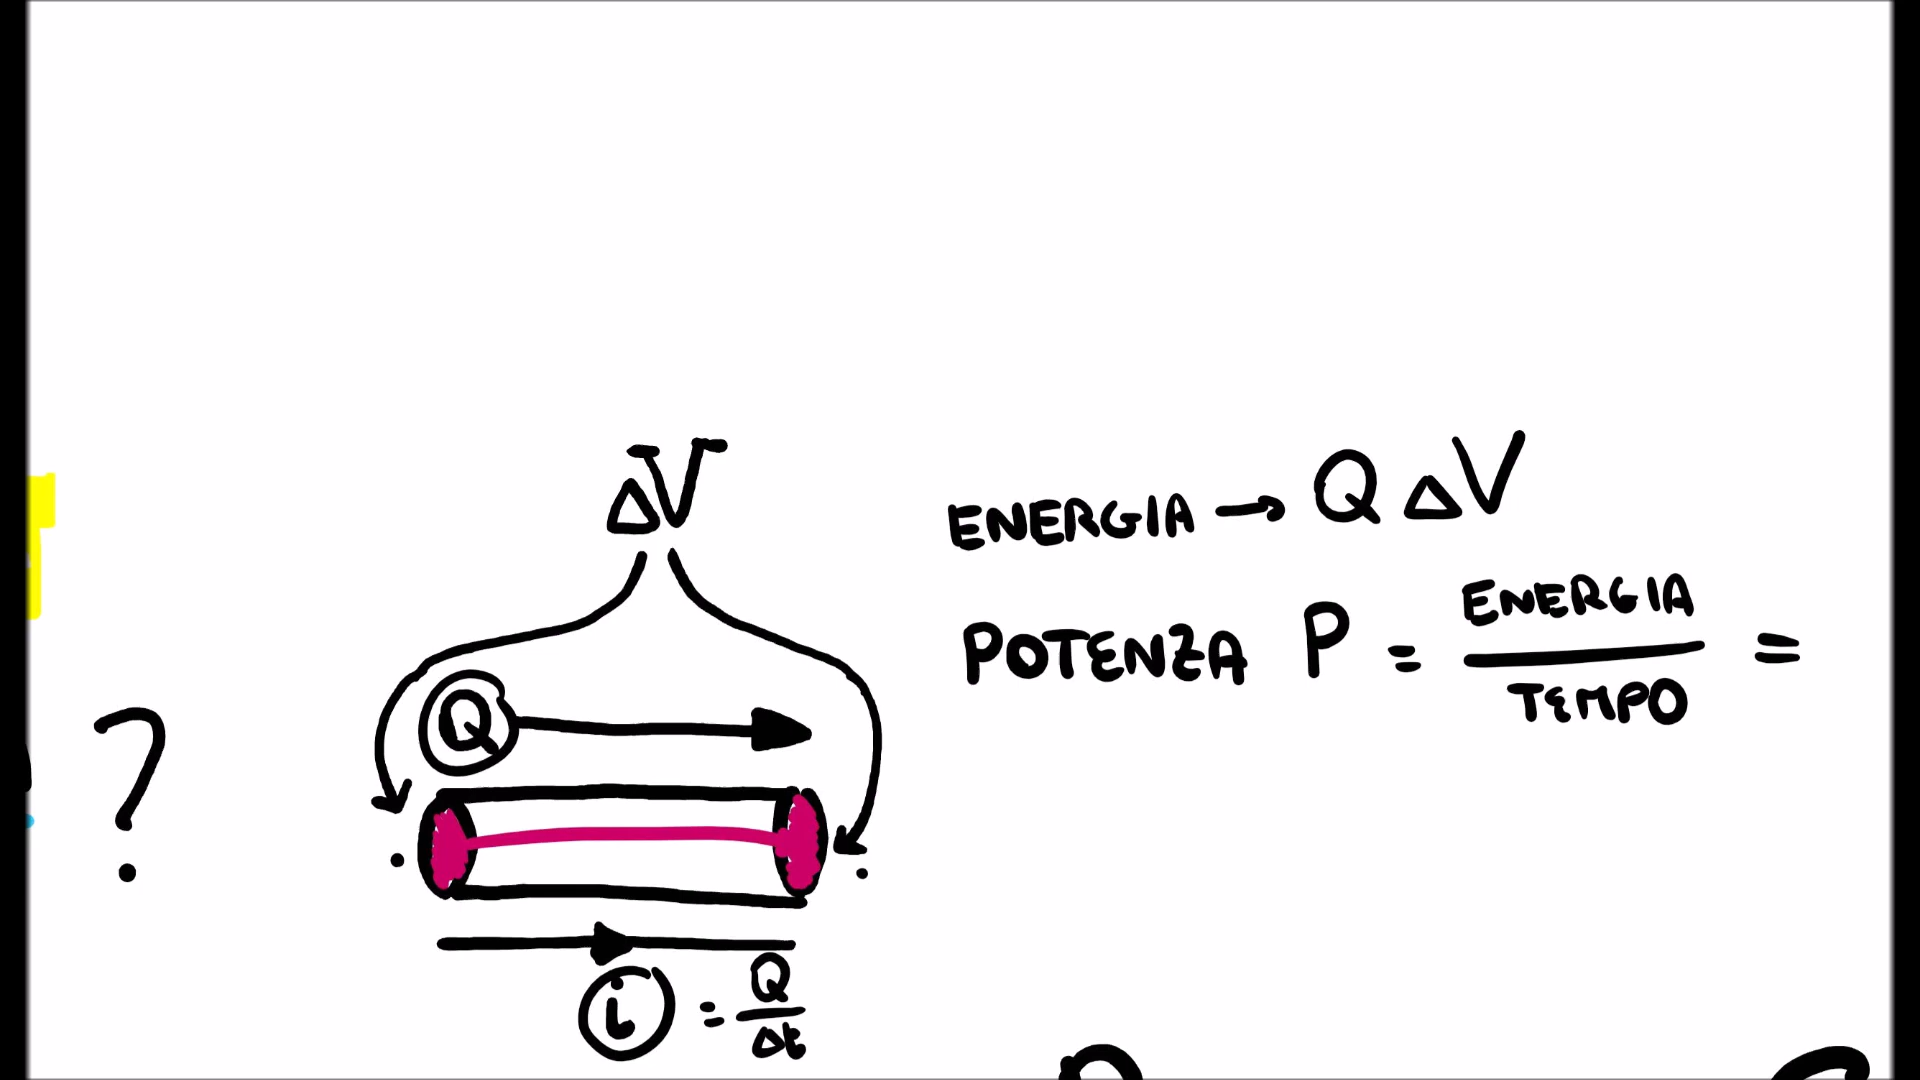 ΔV
ENERGIA → Q ΔV
POTENZA P = ENERGIA / TEMPO =
Q
?
i = Q / Δt